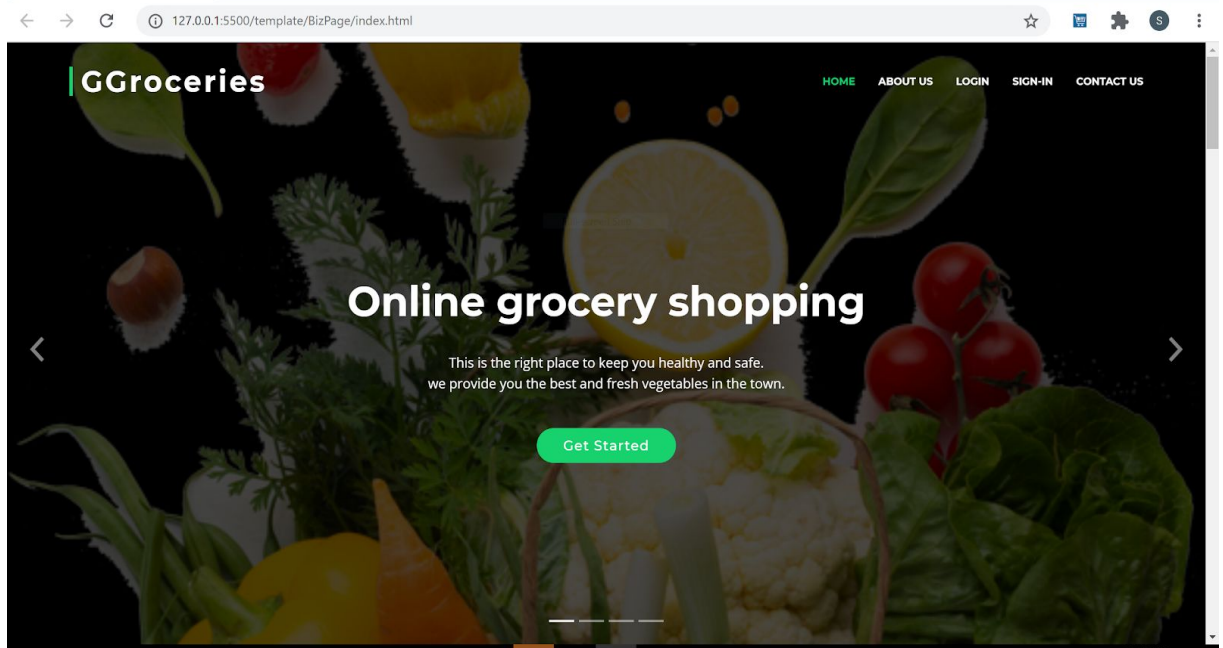 127.0.0.1:5500/template/BizPage/index.html
S
GGroceries
HOME ABOUT US LOGIN SIGN-IN CONTACT US
Online grocery shopping
This is the right place to keep you healthy and safe.
we provide you the best and fresh vegetables in the town.
Get Started